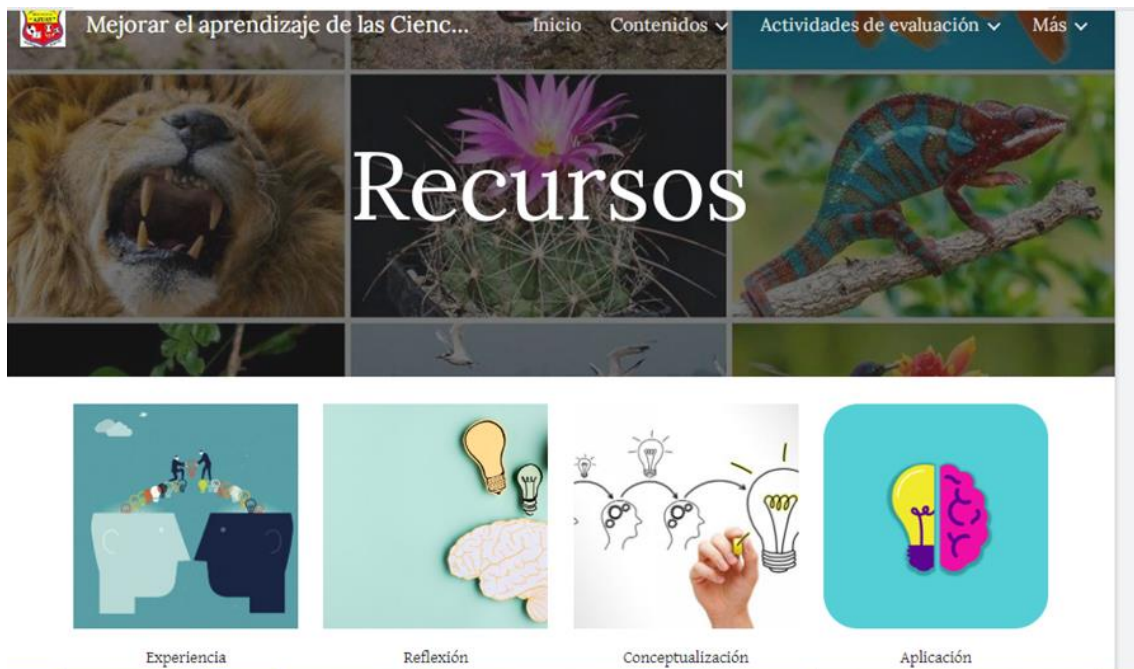 Mejorar el aprendizaje de las Cienc... Inicio Contenidos Actividades de evaluación Más
Recursos
Experiencia Reflexión Conceptualización Aplicación